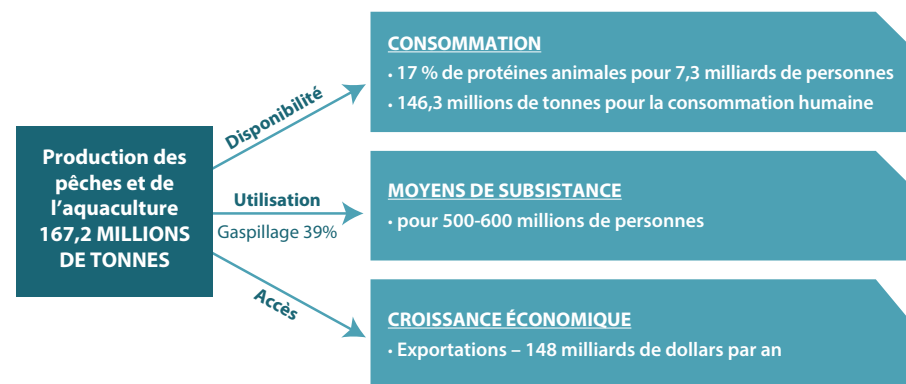 Production des
pêches et de
l'aquaculture
167,2 MILLIONS
DE TONNES
Disponibilité
CONSOMMATION
• 17 % de protéines animales pour 7,3 milliards de personnes
• 146,3 millions de tonnes pour la consommation humaine
Utilisation
Gaspillage 39%
MOYENS DE SUBSISTANCE
• pour 500-600 millions de personnes
Accès
CROISSANCE ÉCONOMIQUE
• Exportations – 148 milliards de dollars par an